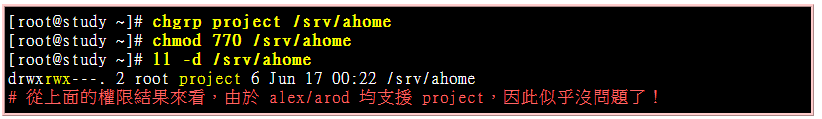 [root@study ~]# chgrp project /srv/ahome
[root@study ~]# chmod 770 /srv/ahome
[root@study ~]# ll -d /srv/ahome
drwxrwx---. 2 root project 6 Jun 17 00:22 /srv/ahome
# 從上面的權限結果來看，由於 alex/arod 均支援 project，因此似乎沒問題了！